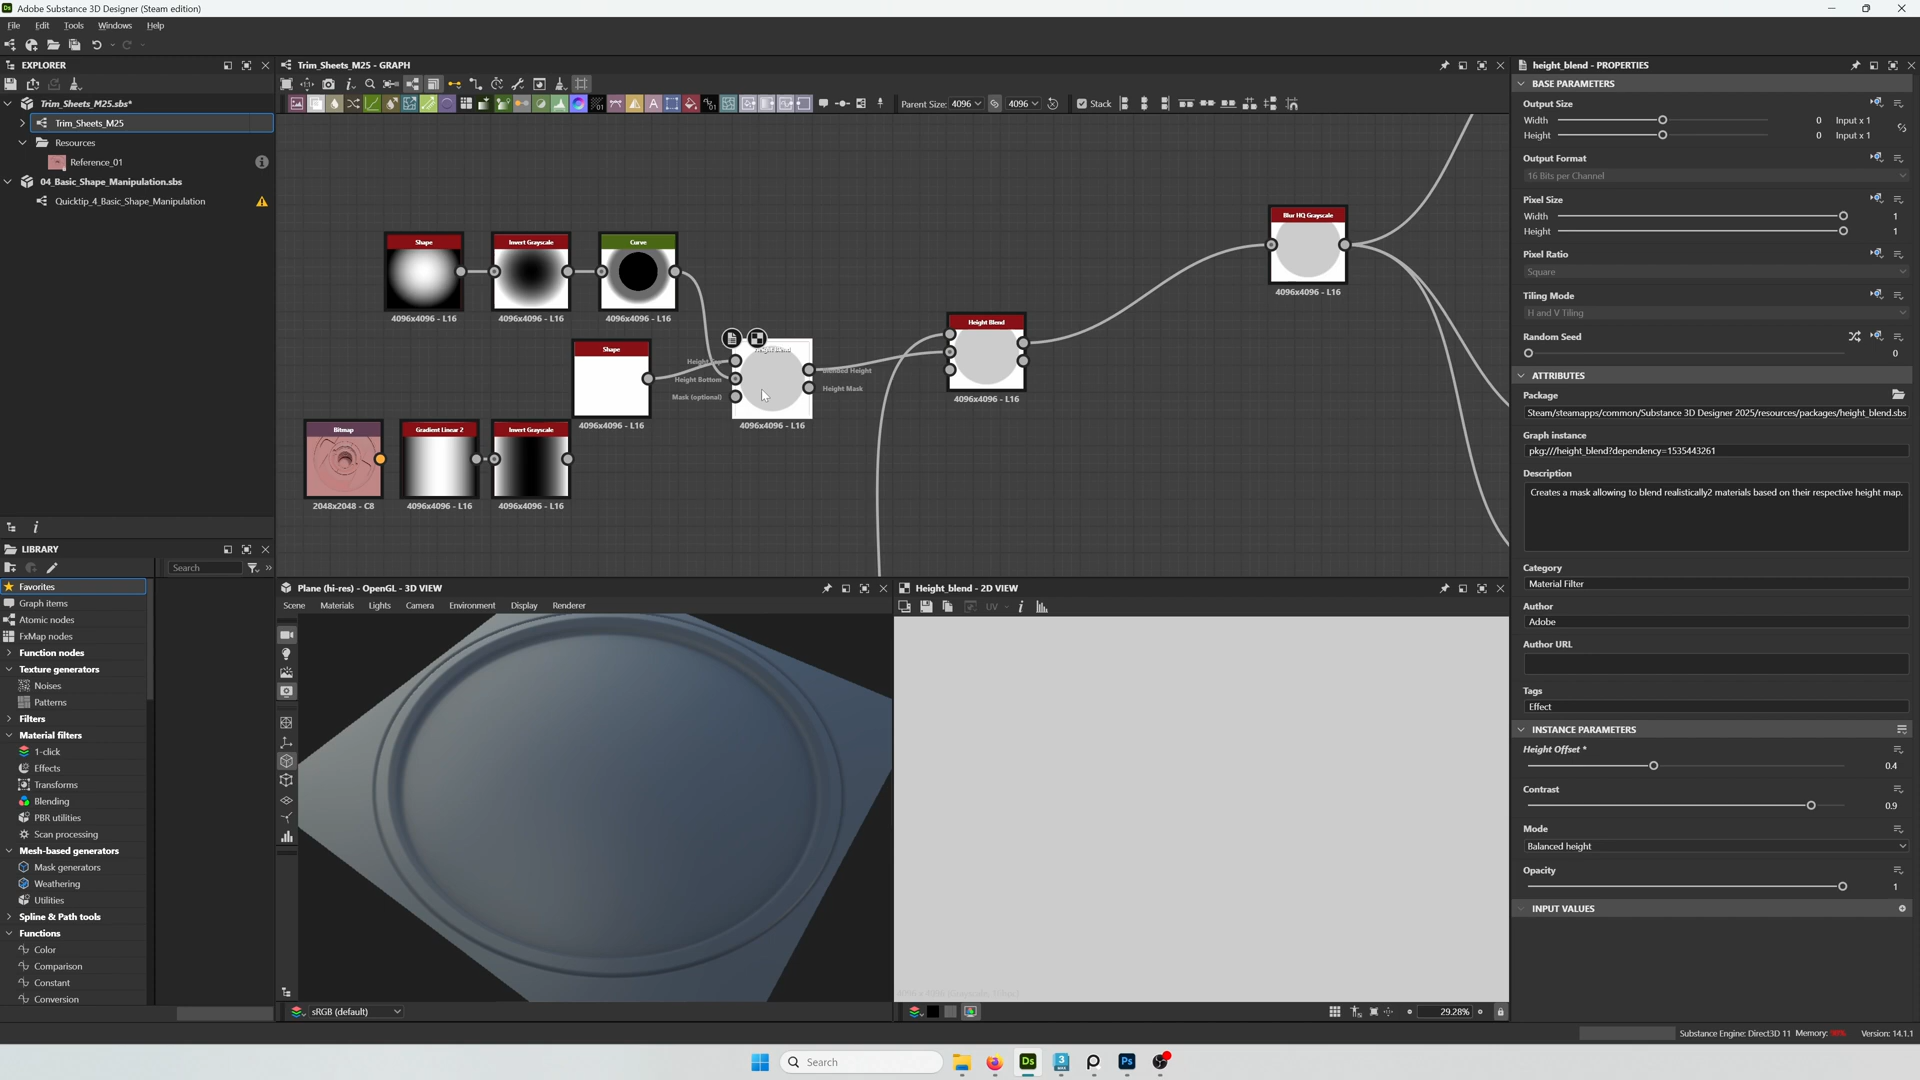 Adobe Substance 3D Designer (Steam edition)
File Edit Tools Windows Help
EXPLORER
Trim_Sheets_M25.sbs*
Trim_Sheets_M25
Resources
Reference_01
04_Basic_Shape_Manipulation.sbs
Quicktip_4_Basic_Shape_Manipulation
LIBRARY
Search
Favorites
Graph items
Atomic nodes
FxMap nodes
Function nodes
Texture generators
Noises
Patterns
Filters
Material filters
1-click
Effects
Transforms
Blending
PBR utilities
Scan processing
Mesh-based generators
Mask generators
Weathering
Utilities
Spline & Path tools
Functions
Color
Comparison
Constant
Conversion
Trim_Sheets_M25 - GRAPH
Parent Size: 4096 4096 Stack
Shape
4096x4096 - L16
Invert Grayscale
4096x4096 - L16
Curve
4096x4096 - L16
Shape
4096x4096 - L16
Height Bottom
Mask (optional)
Blended Height
Height Mask
4096x4096 - L16
Height Blend
4096x4096 - L16
Blur HQ Grayscale
4096x4096 - L16
Bitmap
2048x2048 - C8
Gradient Linear 2
4096x4096 - L16
Invert Grayscale
4096x4096 - L16
Plane (hi-res) - OpenGL - 3D VIEW
Scene Materials Lights Camera Environment Display Renderer
sRGB (default)
Height_blend - 2D VIEW
UV
29.28%
height_blend - PROPERTIES
BASE PARAMETERS
Output Size
Width 0 Input x 1
Height 0 Input x 1
Output Format
16 Bits per Channel
Pixel Size
Width 1
Height 1
Pixel Ratio
Square
Tiling Mode
H and V Tiling
Random Seed
0
ATTRIBUTES
Package
Steam/steamapps/common/Substance 3D Designer 2025/resources/packages/height_blend.sbs
Graph instance
pkg:///height_blend?dependency=1535443261
Description
Creates a mask allowing to blend realistically2 materials based on their respective height map.
Category
Material Filter
Author
Adobe
Author URL
Tags
Effect
INSTANCE PARAMETERS
Height Offset *
0.4
Contrast
0.9
Mode
Balanced height
Opacity
1
INPUT VALUES
Substance Engine: Direct3D 11 Memory: Version: 14.1.1
Search
Ds
3
Ps